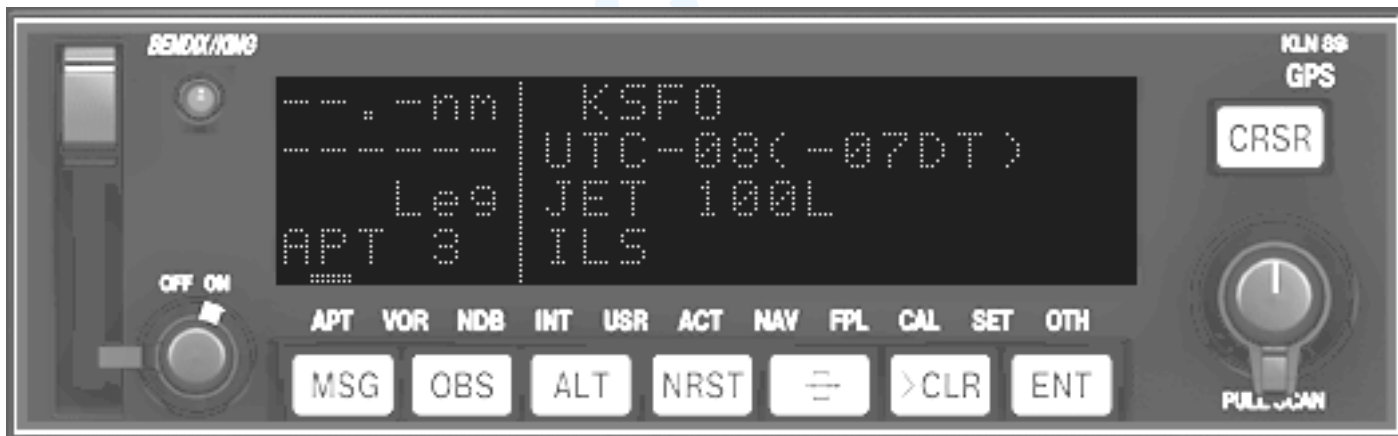 BENDIX/KING
KLN 89
GPS
--.-nm
------
Leg
APT 3
KSFO
UTC-08(-07DT)
JET 100L
ILS
CRSR
OFF ON
APT VOR NDB INT USR ACT NAV FPL CAL SET OTH
MSG OBS ALT NRST >CLR ENT
PULL SCAN